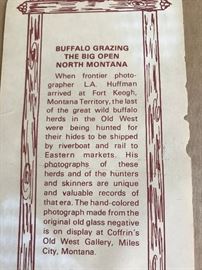 BUFFALO GRAZING
THE BIG OPEN
NORTH MONTANA
When frontier photo-
grapher L.A. Huffman
arrived at Fort Keogh,
Montana Territory, the last
of the great wild buffalo
herds in the Old West
were being hunted for
their hides to be shipped
by riverboat and rail to
Eastern markets. His
photographs of these
herds and of the hunters
and skinners are unique
and valuable records of
that era. The hand-colored
photograph made from the
original old glass negative
is on display at Coffrin's
Old West Gallery, Miles
City, Montana.